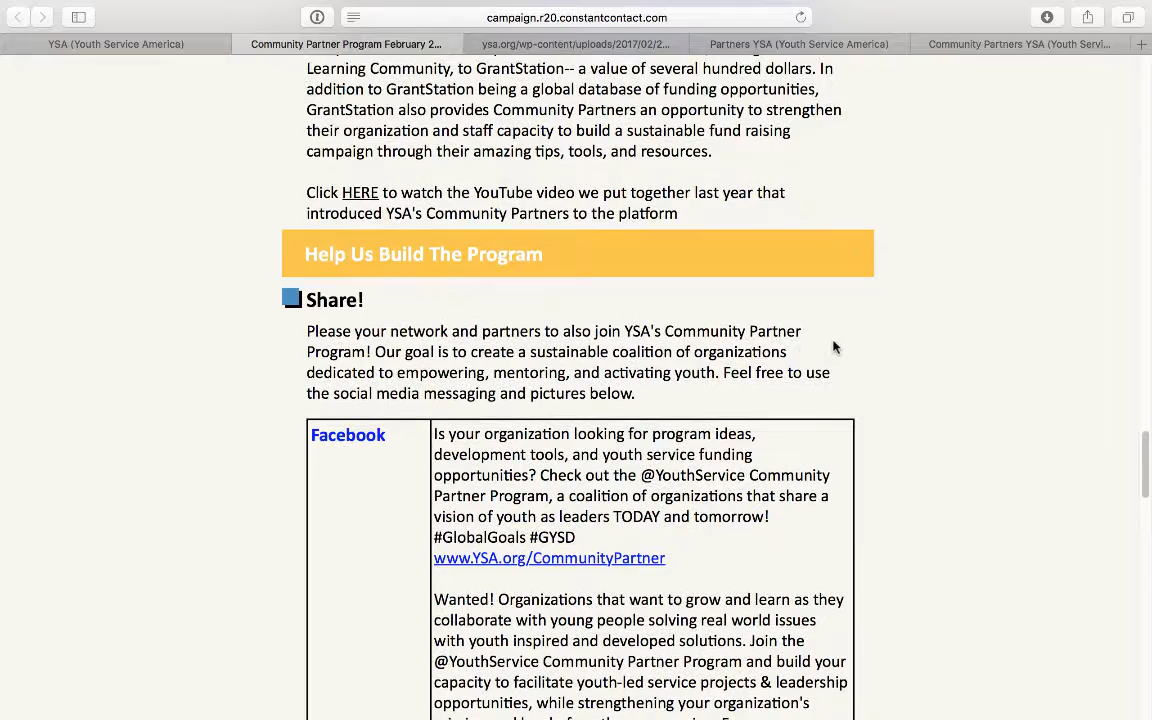 campaign.r20.constantcontact.com
YSA (Youth Service America)
Community Partner Program February 2...
ysa.org/wp-content/uploads/2017/02/2...
Partners YSA (Youth Service America)
Community Partners YSA (Youth Servi...
Learning Community, to GrantStation-- a value of several hundred dollars. In
addition to GrantStation being a global database of funding opportunities,
GrantStation also provides Community Partners an opportunity to strengthen
their organization and staff capacity to build a sustainable fund raising
campaign through their amazing tips, tools, and resources.
Click HERE to watch the YouTube video we put together last year that
introduced YSA's Community Partners to the platform
Help Us Build The Program
Share!
Please your network and partners to also join YSA's Community Partner
Program! Our goal is to create a sustainable coalition of organizations
dedicated to empowering, mentoring, and activating youth. Feel free to use
the social media messaging and pictures below.
Facebook
Is your organization looking for program ideas,
development tools, and youth service funding
opportunities? Check out the @YouthService Community
Partner Program, a coalition of organizations that share a
vision of youth as leaders TODAY and tomorrow!
#GlobalGoals #GYSD
www.YSA.org/CommunityPartner
Wanted! Organizations that want to grow and learn as they
collaborate with young people solving real world issues
with youth inspired and developed solutions. Join the
@YouthService Community Partner Program and build your
capacity to facilitate youth-led service projects & leadership
opportunities, while strengthening your organization's